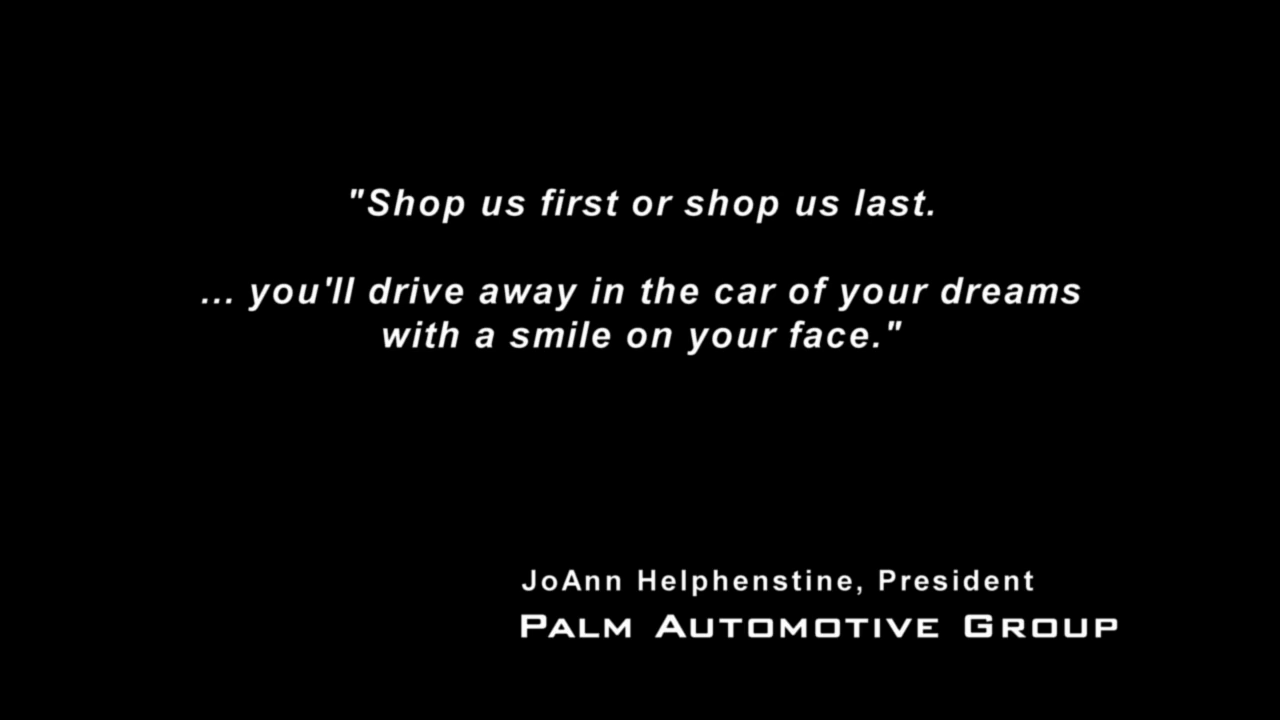 "Shop us first or shop us last.
... you'll drive away in the car of your dreams
with a smile on your face."
JoAnn Helphenstine, President
PALM AUTOMOTIVE GROUP